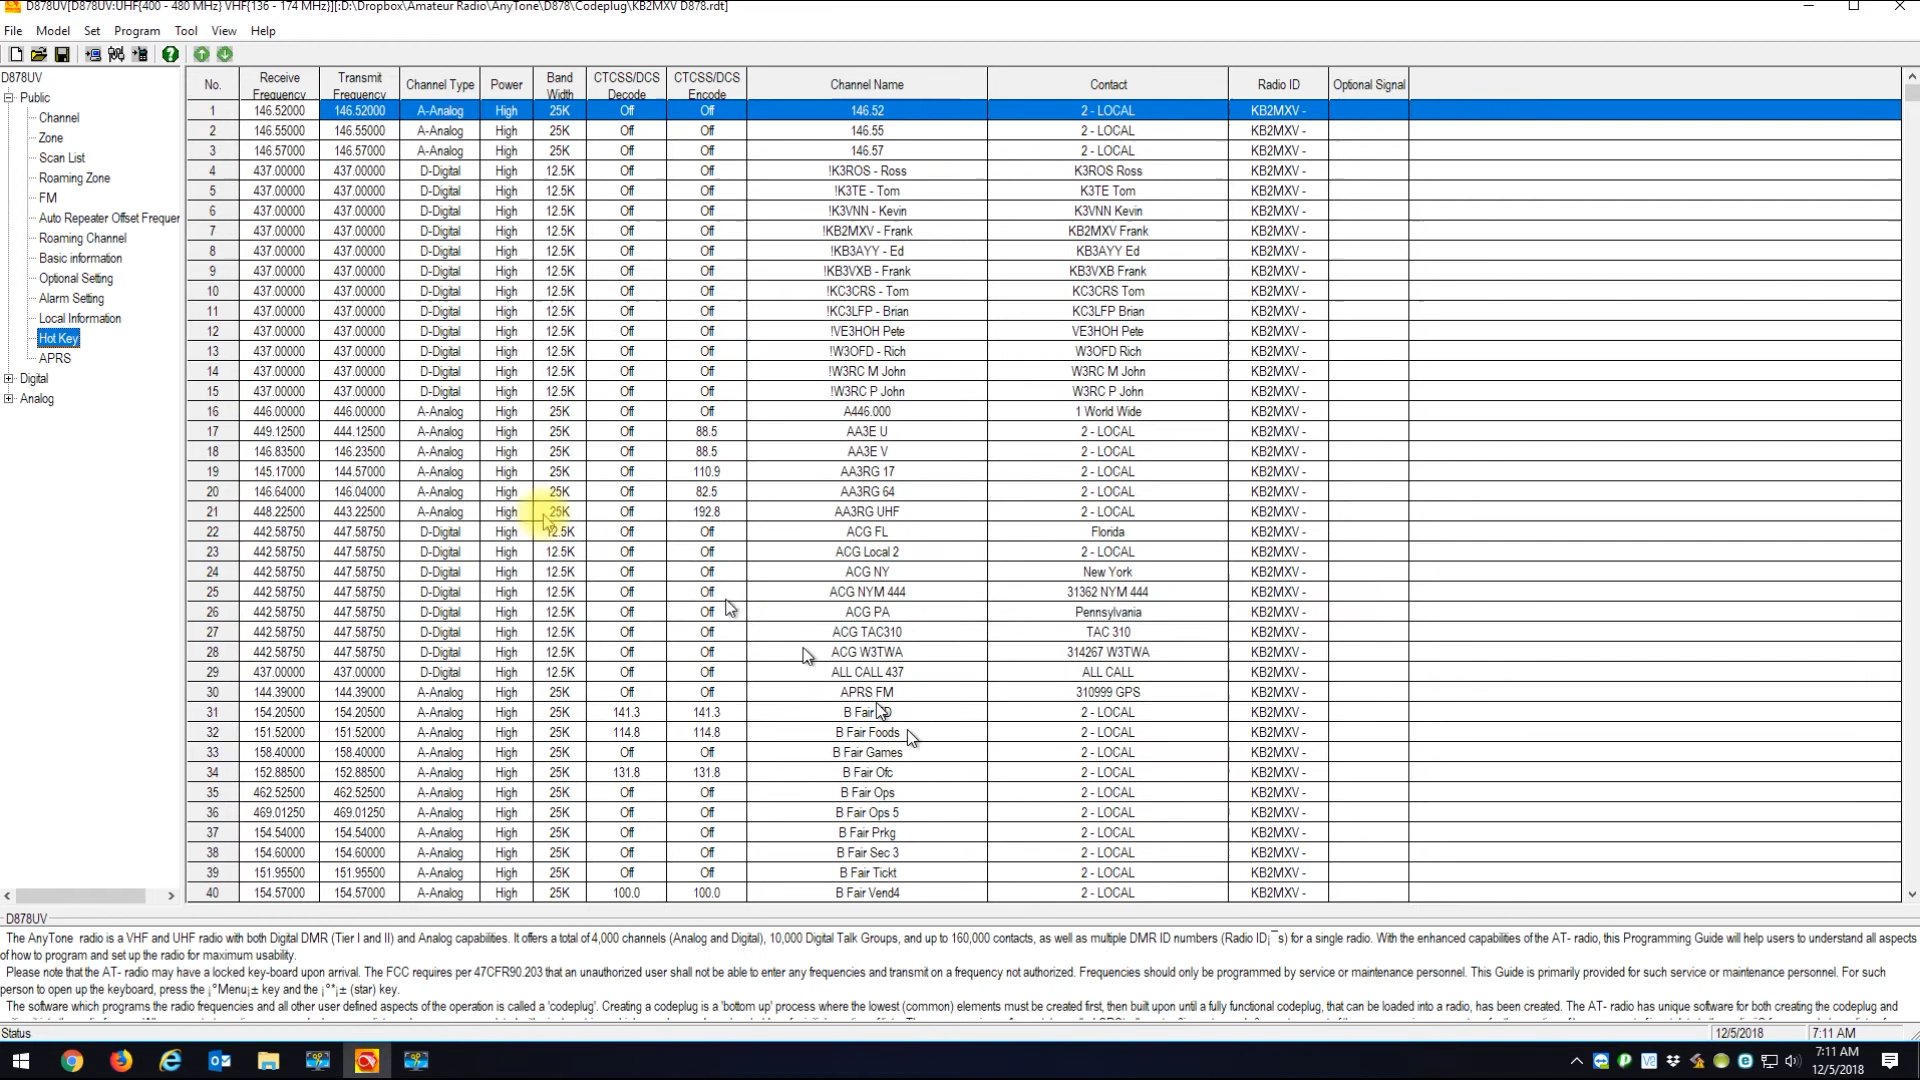 D878UV[D878UV:UHF{400 - 480 MHz} VHF{136 - 174 MHz}][:D:\Dropbox\Amateur Radio\AnyTone\D878\Codeplug\KB2MXV D878.rdt]
File Model Set Program Tool View Help
D878UV
Public
Channel
Zone
Scan List
Roaming Zone
FM
Auto Repeater Offset Frequer
Roaming Channel
Basic information
Optional Setting
Alarm Setting
Local Information
Hot Key
APRS
Digital
Analog
No. Receive Frequency Transmit Frequency Channel Type Power Band Width CTCSS/DCS Decode CTCSS/DCS Encode Channel Name Contact Radio ID Optional Signal
1 146.52000 146.52000 A-Analog High 25K Off Off 146.52 2 - LOCAL KB2MXV -
2 146.55000 146.55000 A-Analog High 25K Off Off 146.55 2 - LOCAL KB2MXV -
3 146.57000 146.57000 A-Analog High 25K Off Off 146.57 2 - LOCAL KB2MXV -
4 437.00000 437.00000 D-Digital High 12.5K Off Off !K3ROS - Ross K3ROS Ross KB2MXV -
5 437.00000 437.00000 D-Digital High 12.5K Off Off !K3TE - Tom K3TE Tom KB2MXV -
6 437.00000 437.00000 D-Digital High 12.5K Off Off !K3VNN - Kevin K3VNN Kevin KB2MXV -
7 437.00000 437.00000 D-Digital High 12.5K Off Off !KB2MXV - Frank KB2MXV Frank KB2MXV -
8 437.00000 437.00000 D-Digital High 12.5K Off Off !KB3AYY - Ed KB3AYY Ed KB2MXV -
9 437.00000 437.00000 D-Digital High 12.5K Off Off !KB3VXB - Frank KB3VXB Frank KB2MXV -
10 437.00000 437.00000 D-Digital High 12.5K Off Off !KC3CRS - Tom KC3CRS Tom KB2MXV -
11 437.00000 437.00000 D-Digital High 12.5K Off Off !KC3LFP - Brian KC3LFP Brian KB2MXV -
12 437.00000 437.00000 D-Digital High 12.5K Off Off !VE3HOH Pete VE3HOH Pete KB2MXV -
13 437.00000 437.00000 D-Digital High 12.5K Off Off !W3OFD - Rich W3OFD Rich KB2MXV -
14 437.00000 437.00000 D-Digital High 12.5K Off Off !W3RC M John W3RC M John KB2MXV -
15 437.00000 437.00000 D-Digital High 12.5K Off Off !W3RC P John W3RC P John KB2MXV -
16 446.00000 446.00000 A-Analog High 25K Off Off A446.000 1 World Wide KB2MXV -
17 449.12500 444.12500 A-Analog High 25K Off 88.5 AA3E U 2 - LOCAL KB2MXV -
18 146.83500 146.23500 A-Analog High 25K Off 88.5 AA3E V 2 - LOCAL KB2MXV -
19 145.17000 144.57000 A-Analog High 25K Off 110.9 AA3RG 17 2 - LOCAL KB2MXV -
20 146.64000 146.04000 A-Analog High 25K Off 82.5 AA3RG 64 2 - LOCAL KB2MXV -
21 448.22500 443.22500 A-Analog High 25K Off 192.8 AA3RG UHF 2 - LOCAL KB2MXV -
22 442.58750 447.58750 D-Digital High 12.5K Off Off ACG FL Florida KB2MXV -
23 442.58750 447.58750 D-Digital High 12.5K Off Off ACG Local 2 2 - LOCAL KB2MXV -
24 442.58750 447.58750 D-Digital High 12.5K Off Off ACG NY New York KB2MXV -
25 442.58750 447.58750 D-Digital High 12.5K Off Off ACG NYM 444 31362 NYM 444 KB2MXV -
26 442.58750 447.58750 D-Digital High 12.5K Off Off ACG PA Pennsylvania KB2MXV -
27 442.58750 447.58750 D-Digital High 12.5K Off Off ACG TAC310 TAC 310 KB2MXV -
28 442.58750 447.58750 D-Digital High 12.5K Off Off ACG W3TWA 314267 W3TWA KB2MXV -
29 437.00000 437.00000 D-Digital High 12.5K Off Off ALL CALL 437 ALL CALL KB2MXV -
30 144.39000 144.39000 A-Analog High 25K Off Off APRS FM 310999 GPS KB2MXV -
31 154.20500 154.20500 A-Analog High 25K 141.3 141.3 B Fair 2 - LOCAL KB2MXV -
32 151.52000 151.52000 A-Analog High 25K 114.8 114.8 B Fair Foods 2 - LOCAL KB2MXV -
33 158.40000 158.40000 A-Analog High 25K Off Off B Fair Games 2 - LOCAL KB2MXV -
34 152.88500 152.88500 A-Analog High 25K 131.8 131.8 B Fair Ofc 2 - LOCAL KB2MXV -
35 462.52500 462.52500 A-Analog High 25K Off Off B Fair Ops 2 - LOCAL KB2MXV -
36 469.01250 469.01250 A-Analog High 25K Off Off B Fair Ops 5 2 - LOCAL KB2MXV -
37 154.54000 154.54000 A-Analog High 25K Off Off B Fair Prkg 2 - LOCAL KB2MXV -
38 154.60000 154.60000 A-Analog High 25K Off Off B Fair Sec 3 2 - LOCAL KB2MXV -
39 151.95500 151.95500 A-Analog High 25K Off Off B Fair Tickt 2 - LOCAL KB2MXV -
40 154.57000 154.57000 A-Analog High 25K 100.0 100.0 B Fair Vend4 2 - LOCAL KB2MXV -
D878UV
The AnyTone radio is a VHF and UHF radio with both Digital DMR (Tier I and II) and Analog capabilities. It offers a total of 4,000 channels (Analog and Digital), 10,000 Digital Talk Groups, and up to 160,000 contacts, as well as multiple DMR ID numbers (Radio ID¡¯s) for a single radio. With the enhanced capabilities of the AT- radio, this Programming Guide will help users to understand all aspects
of how to program and set up the radio for maximum usability.
Please note that the AT- radio may have a locked key-board upon arrival. The FCC requires per 47CFR90.203 that an unauthorized user shall not be able to enter any frequencies and transmit on a frequency not authorized. Frequencies should only be programmed by service or maintenance personnel. This Guide is primarily provided for such service or maintenance personnel. For such
person to open up the keyboard, press the ¡°Menu¡± key and the ¡°*¡± (star) key.
The software which programs the radio frequencies and all other user defined aspects of the operation is called a 'codeplug'. Creating a codeplug is a 'bottom up' process where the lowest (common) elements must be created first, then built upon until a fully functional codeplug, that can be loaded into a radio, has been created. The AT- radio has unique software for both creating the codeplug and
Status 12/5/2018 7:11 AM
7:11 AM
12/5/2018